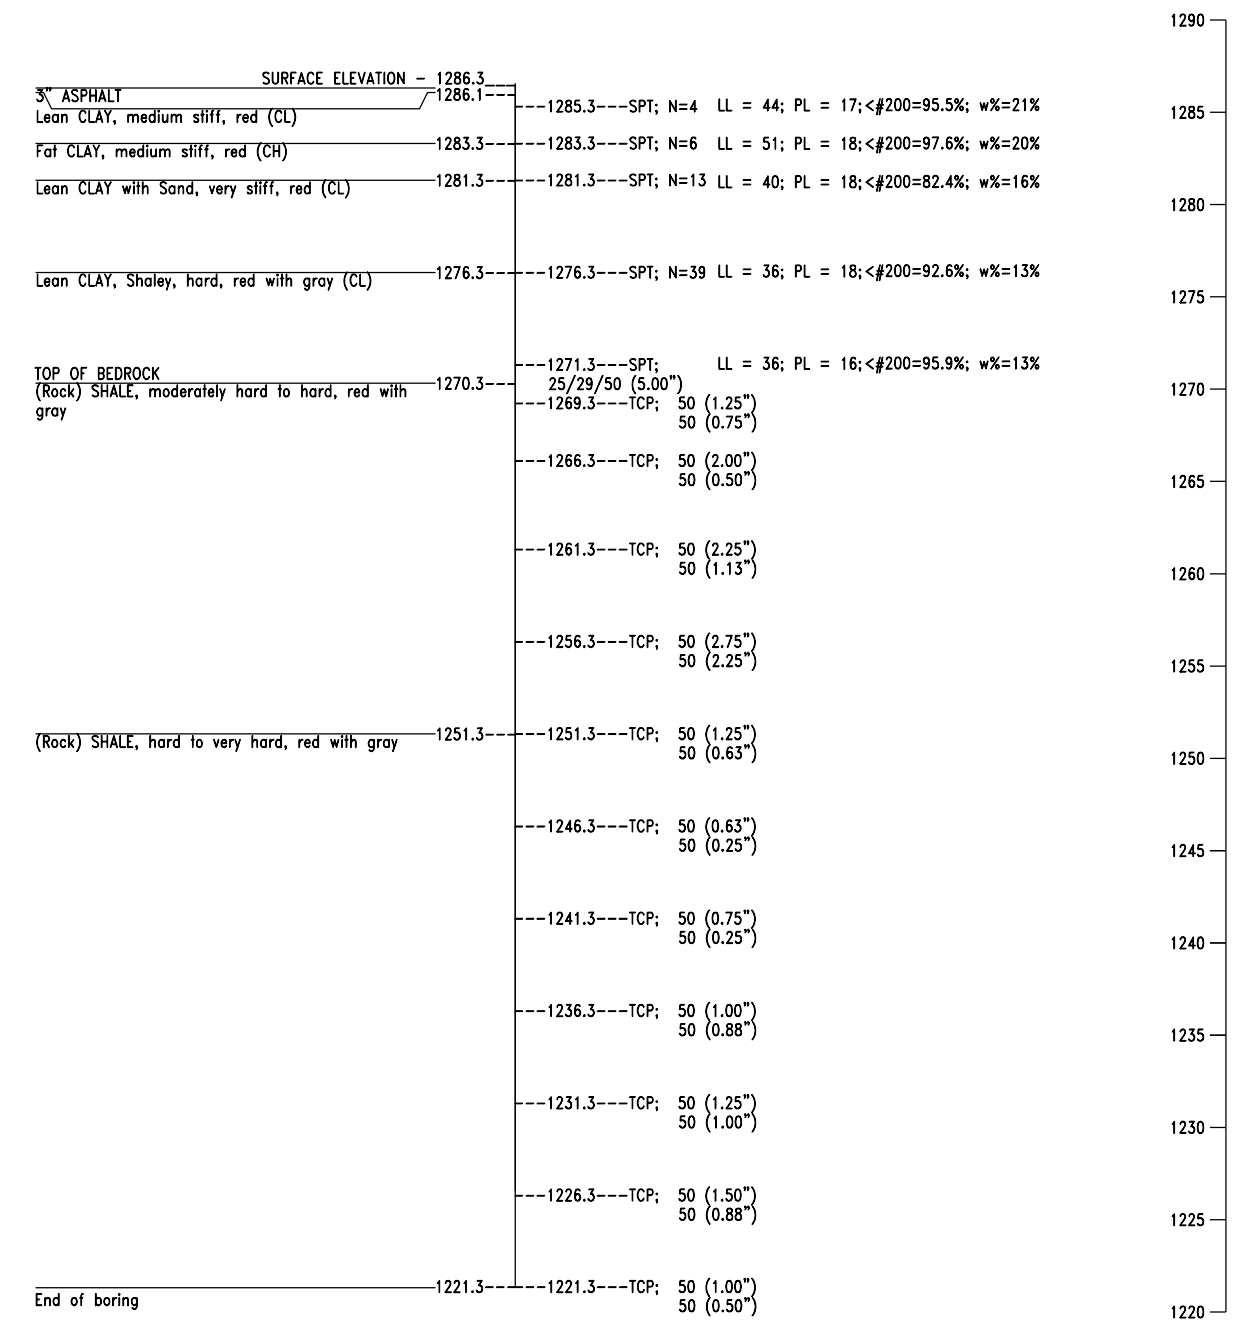 1290
SURFACE ELEVATION - 1286.3
3" ASPHALT 1286.1---
Lean CLAY, medium stiff, red (CL) ---1285.3---SPT; N=4 LL = 44; PL = 17;<#200=95.5%; w%=21% 1285
Fat CLAY, medium stiff, red (CH) 1283.3------1283.3---SPT; N=6 LL = 51; PL = 18;<#200=97.6%; w%=20%
Lean CLAY with Sand, very stiff, red (CL) 1281.3------1281.3---SPT; N=13 LL = 40; PL = 18;<#200=82.4%; w%=16%
1280
Lean CLAY, Shaley, hard, red with gray (CL) 1276.3------1276.3---SPT; N=39 LL = 36; PL = 18;<#200=92.6%; w%=13%
1275
---1271.3---SPT; LL = 36; PL = 16;<#200=95.9%; w%=13%
TOP OF BEDROCK
1270.3--- 25/29/50 (5.00") 1270
(Rock) SHALE, moderately hard to hard, red with
---1269.3---TCP; 50 (1.25")
gray
50 (0.75")
---1266.3---TCP; 50 (2.00")
50 (0.50") 1265
---1261.3---TCP; 50 (2.25")
50 (1.13") 1260
---1256.3---TCP; 50 (2.75")
50 (2.25") 1255
(Rock) SHALE, hard to very hard, red with gray 1251.3------1251.3---TCP; 50 (1.25")
50 (0.63") 1250
---1246.3---TCP; 50 (0.63")
50 (0.25") 1245
---1241.3---TCP; 50 (0.75")
50 (0.25") 1240
---1236.3---TCP; 50 (1.00")
50 (0.88") 1235
---1231.3---TCP; 50 (1.25")
50 (1.00") 1230
---1226.3---TCP; 50 (1.50")
50 (0.88") 1225
1221.3------1221.3---TCP; 50 (1.00")
End of boring
50 (0.50") 1220